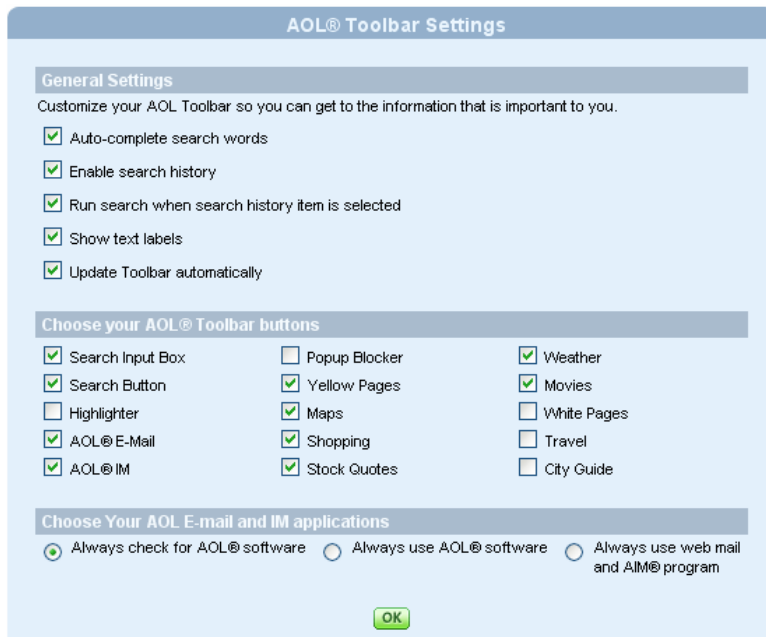 AOL® Toolbar Settings
General Settings
Customize your AOL Toolbar so you can get to the information that is important to you.
Auto-complete search words
Enable search history
Run search when search history item is selected
Show text labels
Update Toolbar automatically
Choose your AOL® Toolbar buttons
Search Input Box
Search Button
Highlighter
AOL® E-Mail
AOL® IM
Popup Blocker
Yellow Pages
Maps
Shopping
Stock Quotes
Weather
Movies
White Pages
Travel
City Guide
Choose Your AOL E-mail and IM applications
Always check for AOL® software
Always use AOL® software
Always use web mail
and AIM® program
OK